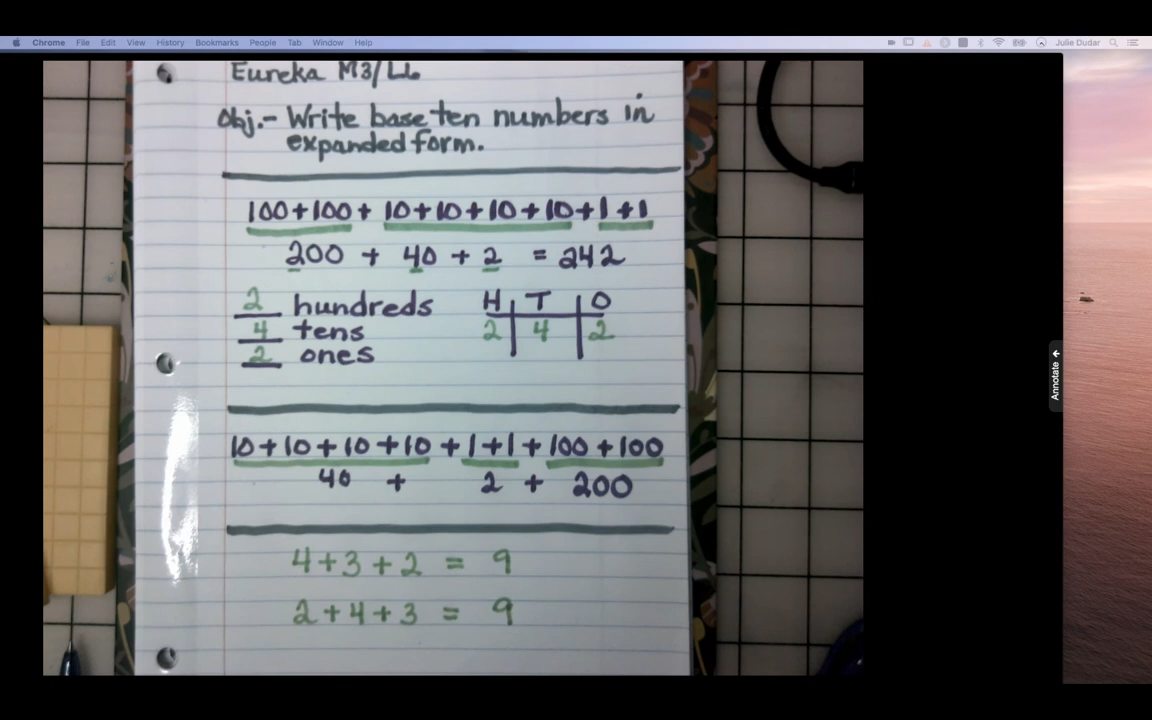 Chrome File Edit View History Bookmarks People Tab Window Help Julie Dudar
Eureka M3/L6
Obj.- Write base ten numbers in
expanded form.
100+100+ 10+10+10+10+1+1
200 + 40 + 2 = 242
2 hundreds
4 tens
2 ones
H T O
2 4 2
10+10+10+10+1+1+100+100
40 + 2 + 200
4+3+2 = 9
2+4+3 = 9
Annotate